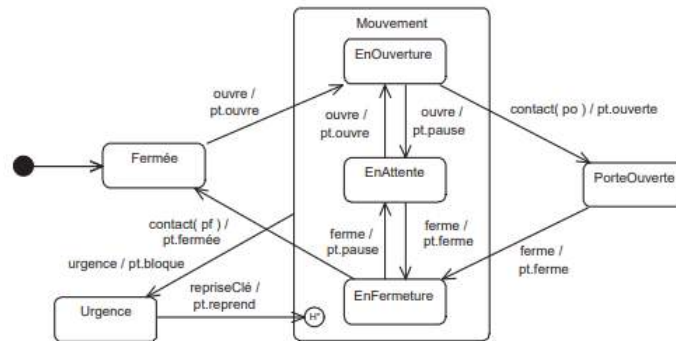 Mouvement
EnOuverture
ouvre /
pt.ouvre
ouvre /
pt.ouvre
ouvre /
pt.pause
contact( po ) / pt.ouverte
Fermée
EnAttente
PorteOuverte
contact( pf ) /
pt.fermée
ferme /
pt.pause
ferme /
pt.ferme
ferme /
pt.ferme
urgence / pt.bloque
repriseClé /
pt.reprend
EnFermeture
Urgence
H*